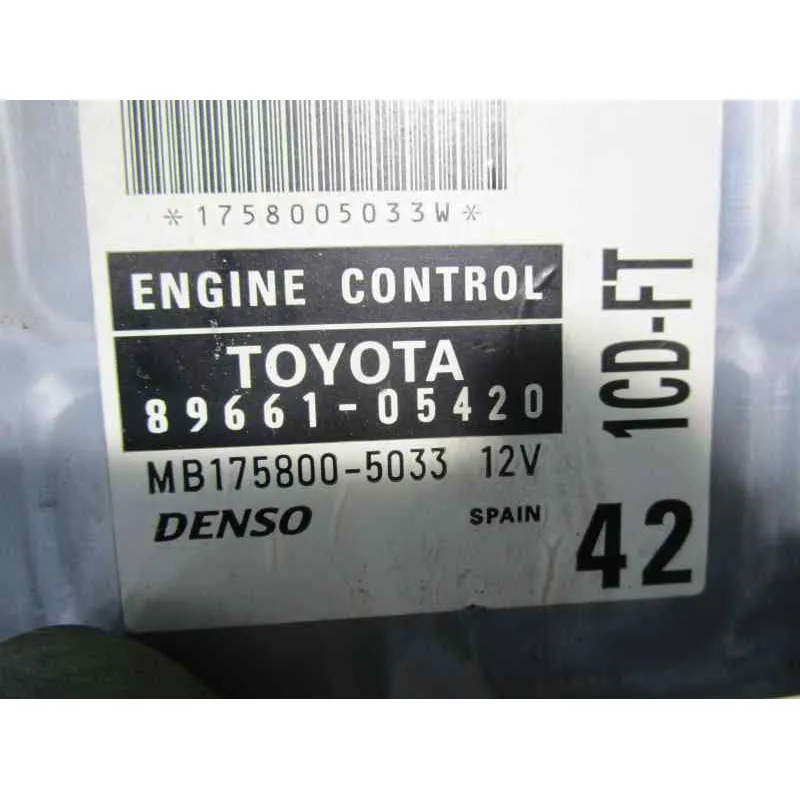 *1758005033W*
ENGINE CONTROL
TOYOTA
89661-05420
MB175800-5033 12V
DENSO SPAIN
1CD-FT
42